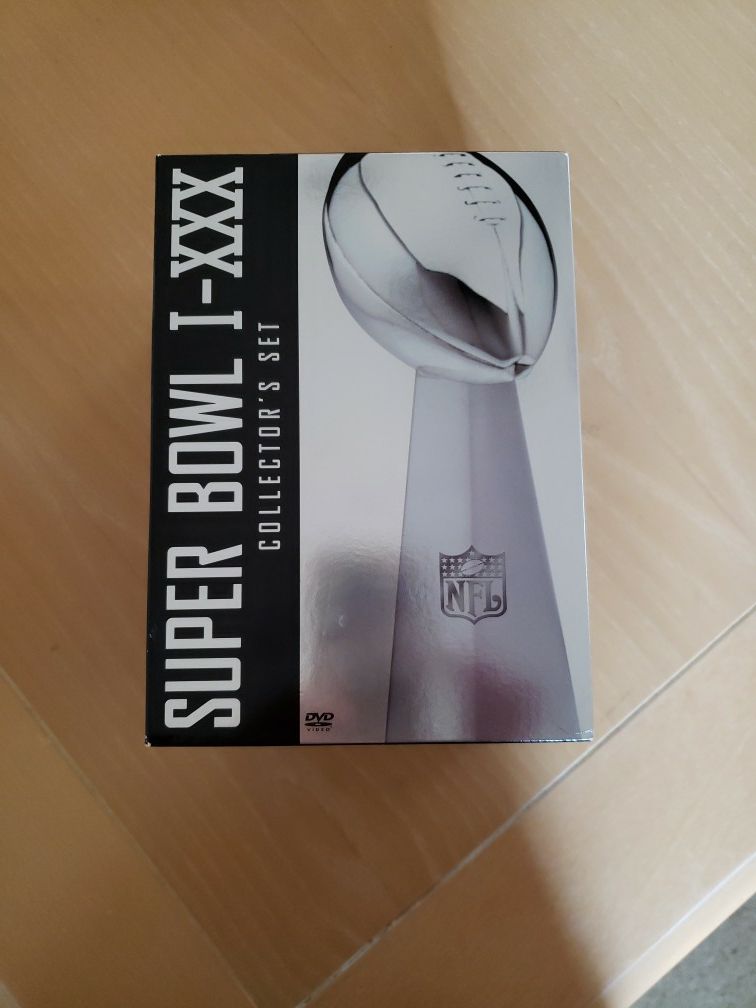 SUPER BOWL I-XXX
COLLECTOR'S SET
NFL
DVD
VIDEO